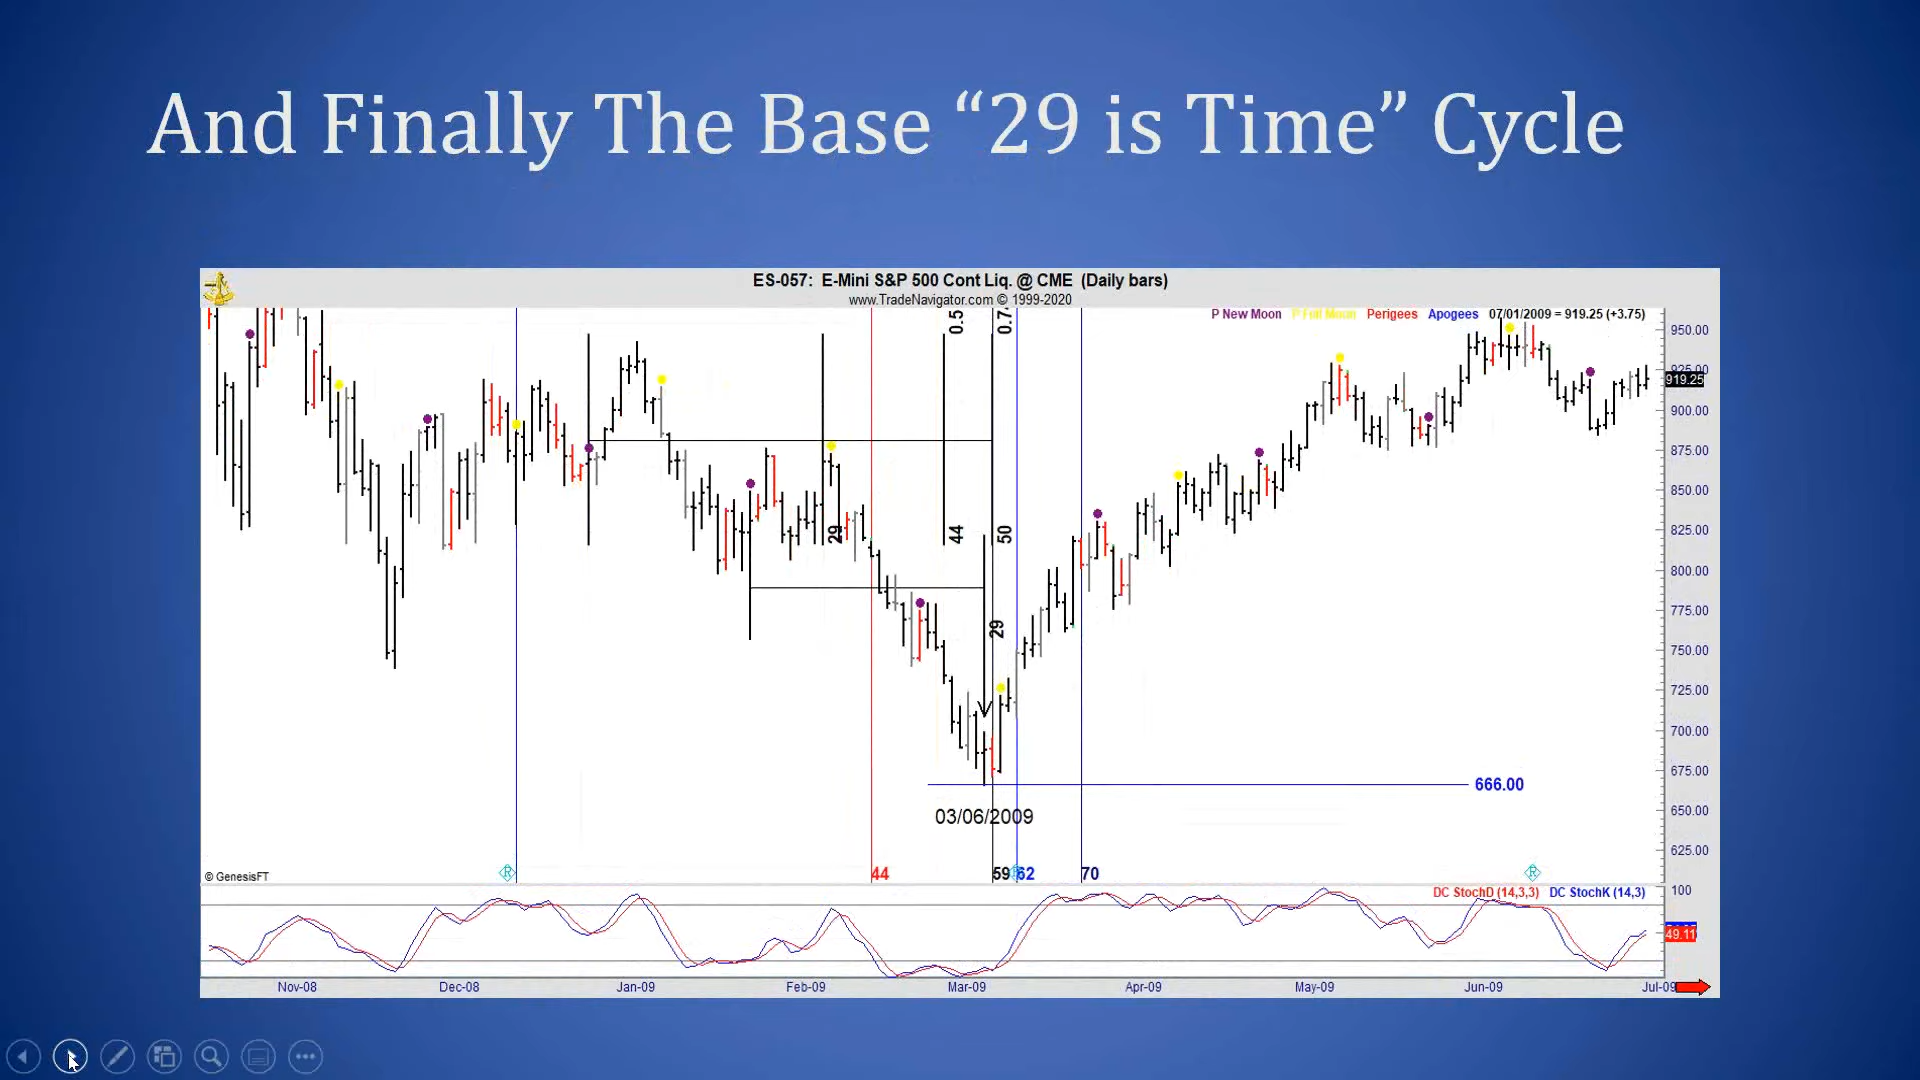 And Finally The Base “29 is Time” Cycle
ES-057: E-Mini S&P 500 Cont Liq. @ CME (Daily bars)
www.TradeNavigator.com © 1999-2020
P New Moon P Full Moon Perigees Apogees 07/01/2009 = 919.25 (+3.75)
0.5
0.7
950.00
925.00
919.25
900.00
875.00
850.00
825.00
800.00
775.00
750.00
725.00
700.00
675.00
650.00
625.00
29
44
50
29
666.00
03/06/2009
© GenesisFT
R
44
59
R
62
70
R
DC StochD (14,3,3) DC StochK (14,3)
100
49.11
Nov-08 Dec-08 Jan-09 Feb-09 Mar-09 Apr-09 May-09 Jun-09 Jul-09